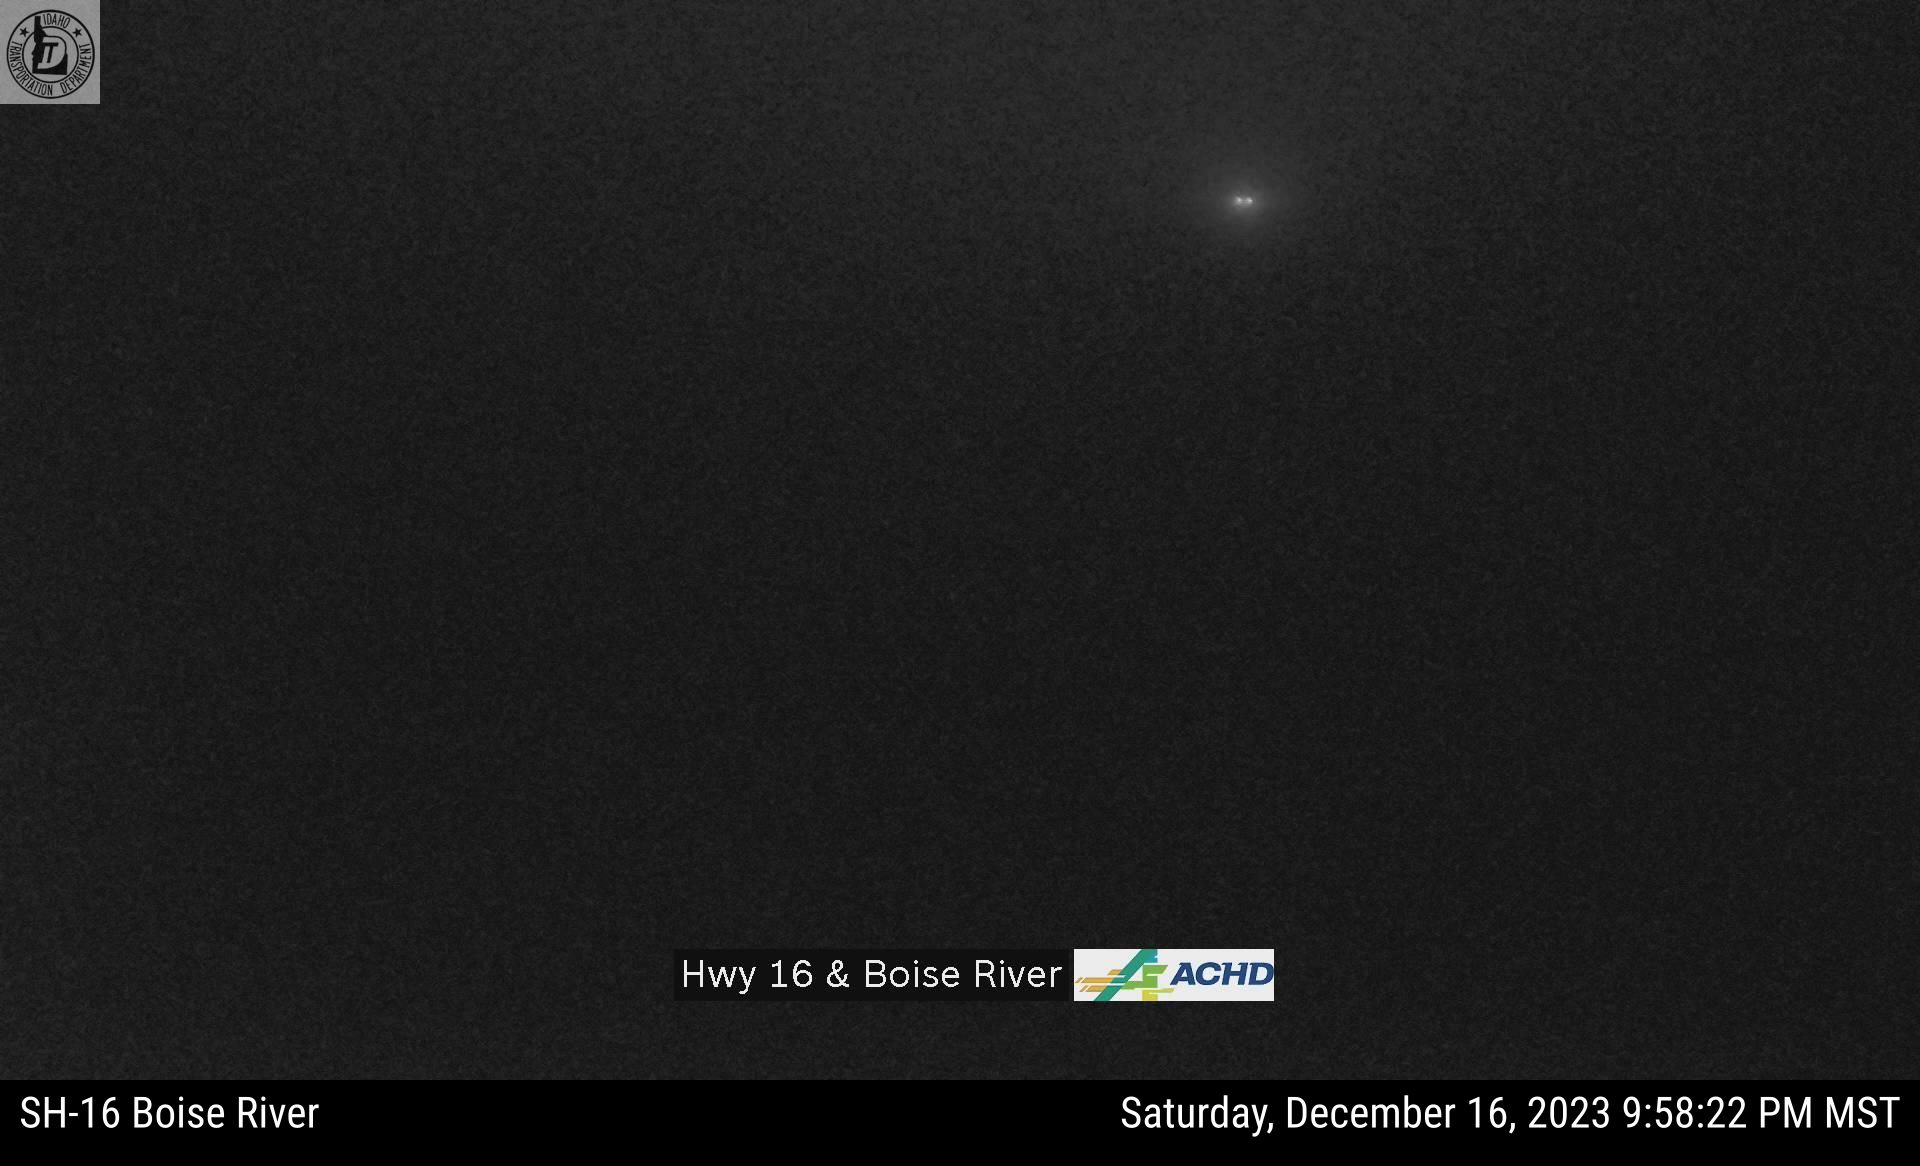 IDAHO
TRANSPORTATION DEPARTMENT
Hwy 16 & Boise River
ACHD
SH-16 Boise River
Saturday, December 16, 2023 9:58:22 PM MST